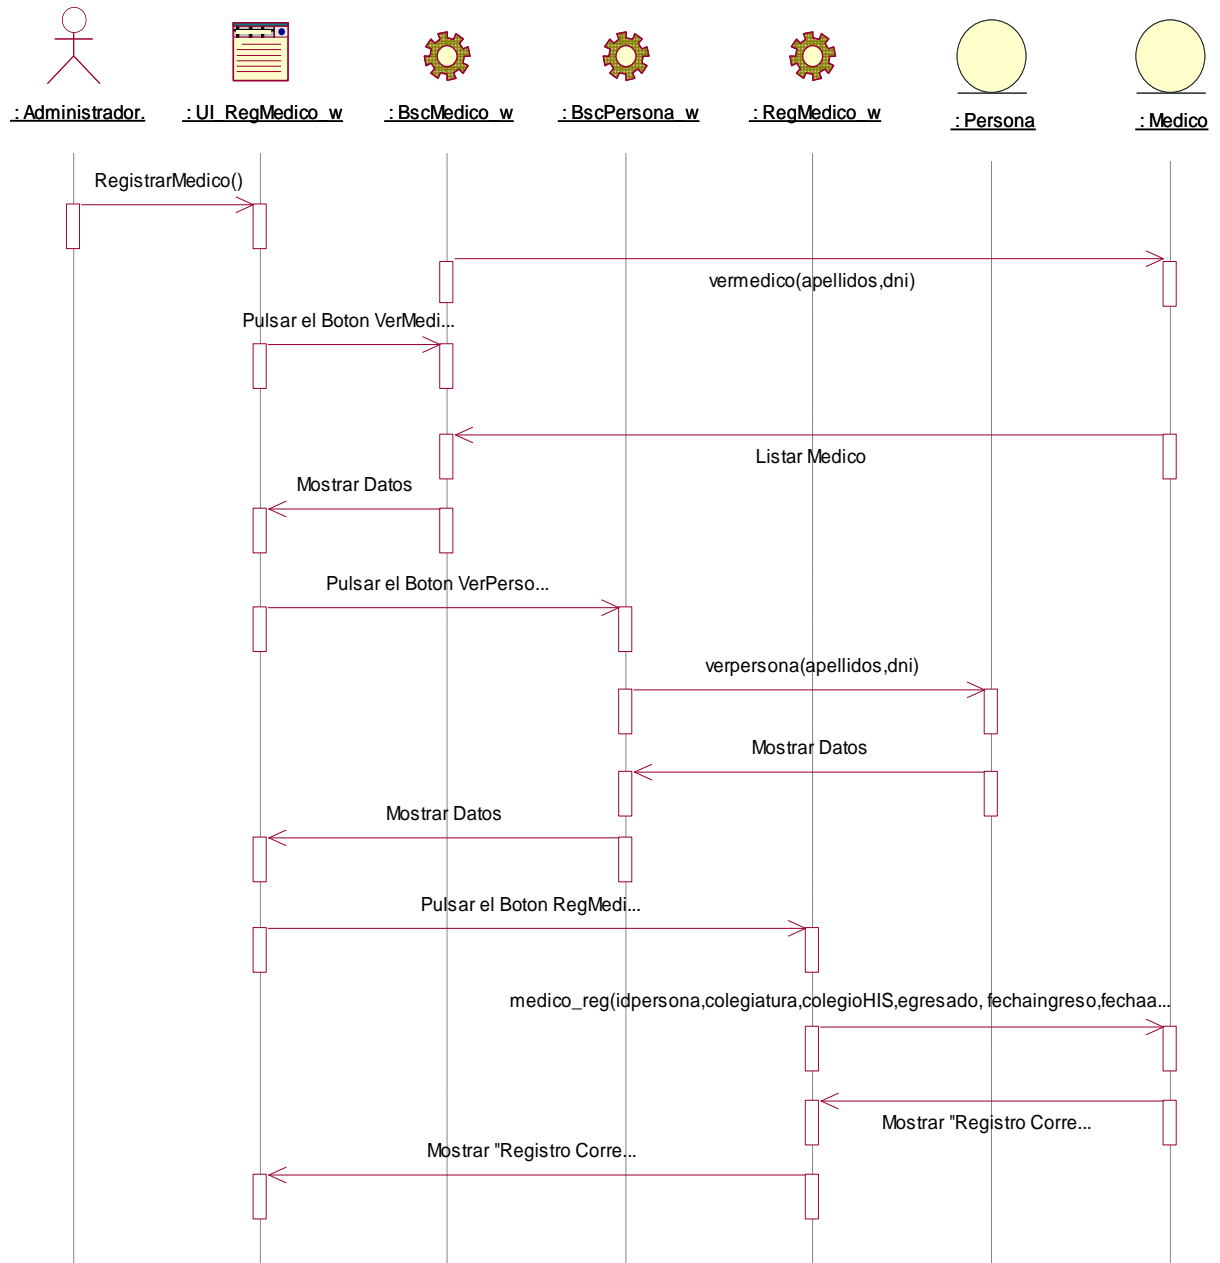 : Administrador.
: UI_RegMedico_w
: BscMedico_w
: BscPersona_w
: RegMedico_w
: Persona
: Medico
RegistrarMedico()
vermedico(apellidos,dni)
Pulsar el Boton VerMedi...
Listar Medico
Mostrar Datos
Pulsar el Boton VerPerso...
verpersona(apellidos,dni)
Mostrar Datos
Mostrar Datos
Pulsar el Boton RegMedi...
medico_reg(idpersona,colegiatura,colegioHIS,egresado, fechaingreso,fechaa...
Mostrar "Registro Corre...
Mostrar "Registro Corre...